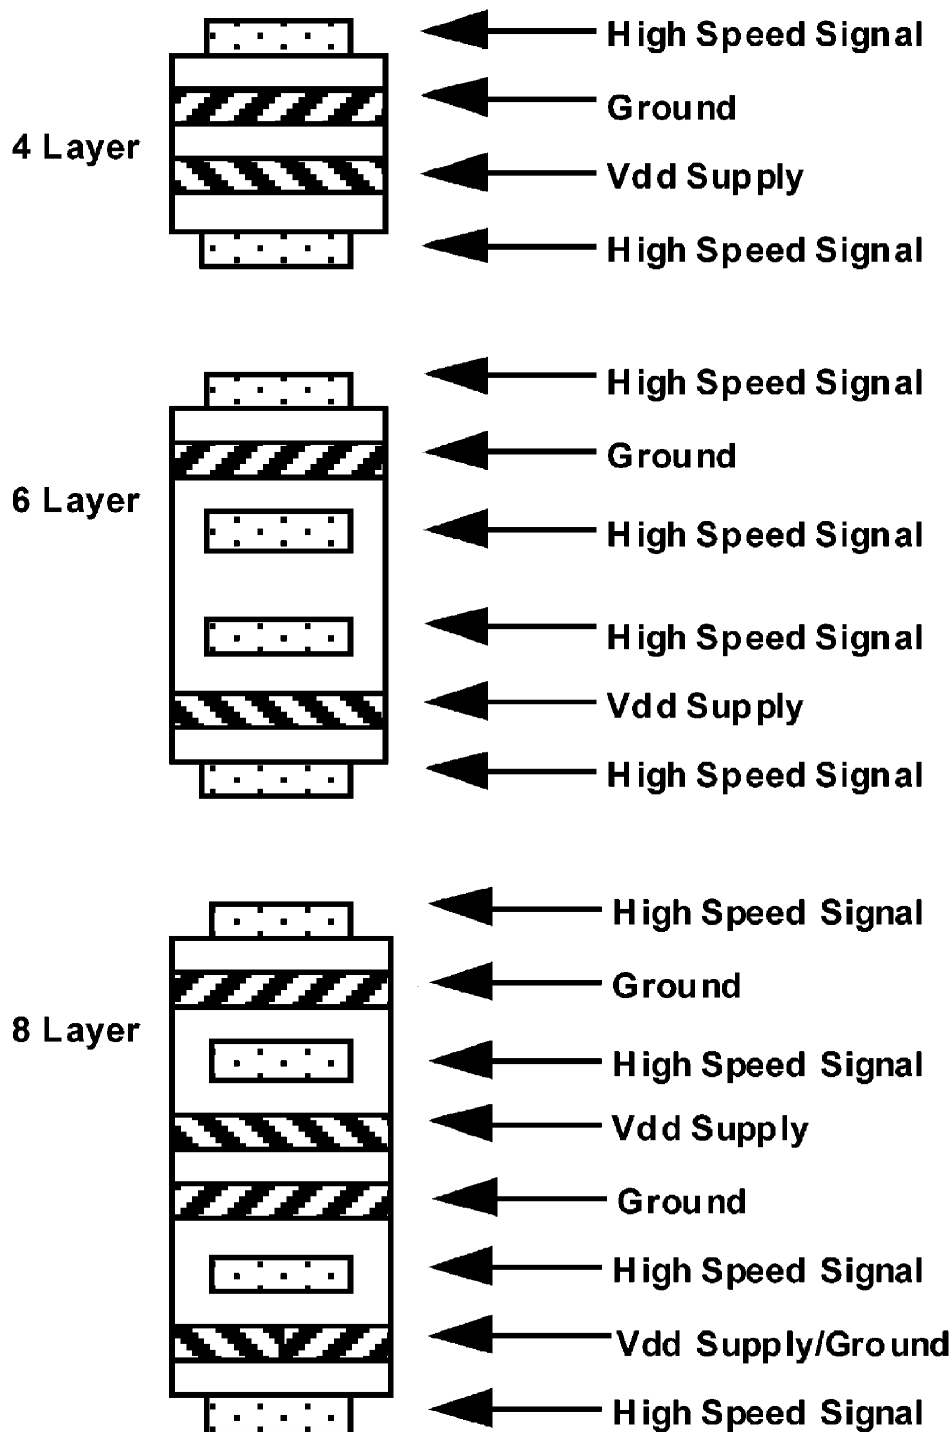 High Speed Signal
Ground
4 Layer
Vdd Supply
High Speed Signal
High Speed Signal
Ground
6 Layer
High Speed Signal
High Speed Signal
Vdd Supply
High Speed Signal
High Speed Signal
Ground
8 Layer
High Speed Signal
Vdd Supply
Ground
High Speed Signal
Vdd Supply/Ground
High Speed Signal